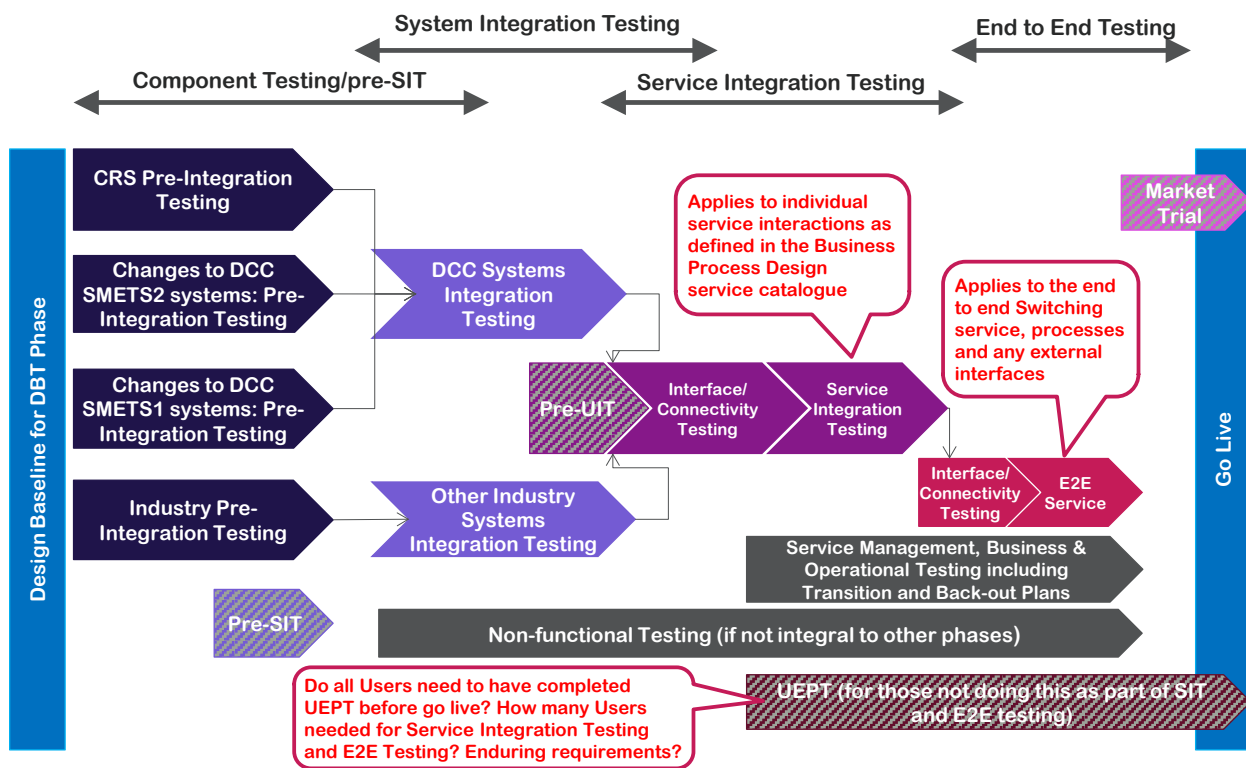 System Integration Testing
End to End Testing
Component Testing/pre-SIT
Service Integration Testing
Design Baseline for DBT Phase
CRS Pre-Integration
Testing
Changes to DCC
SMETS2 systems: Pre-
Integration Testing
Changes to DCC
SMETS1 systems: Pre-
Integration Testing
Industry Pre-
Integration Testing
Pre-SIT
DCC Systems
Integration
Testing
Other Industry
Systems
Integration Testing
Pre-UIT
Interface/
Connectivity
Testing
Service
Integration
Testing
Applies to individual
service interactions as
defined in the Business
Process Design
service catalogue
Applies to the end
to end Switching
service, processes
and any external
interfaces
Market
Trial
Interface/
Connectivity
Testing
E2E
Service
Service Management, Business &
Operational Testing including
Transition and Back-out Plans
Non-functional Testing (if not integral to other phases)
Do all Users need to have completed
UEPT before go live? How many Users
needed for Service Integration Testing
and E2E Testing? Enduring requirements?
UEPT (for those not doing this as part of SIT
and E2E testing)
Go Live